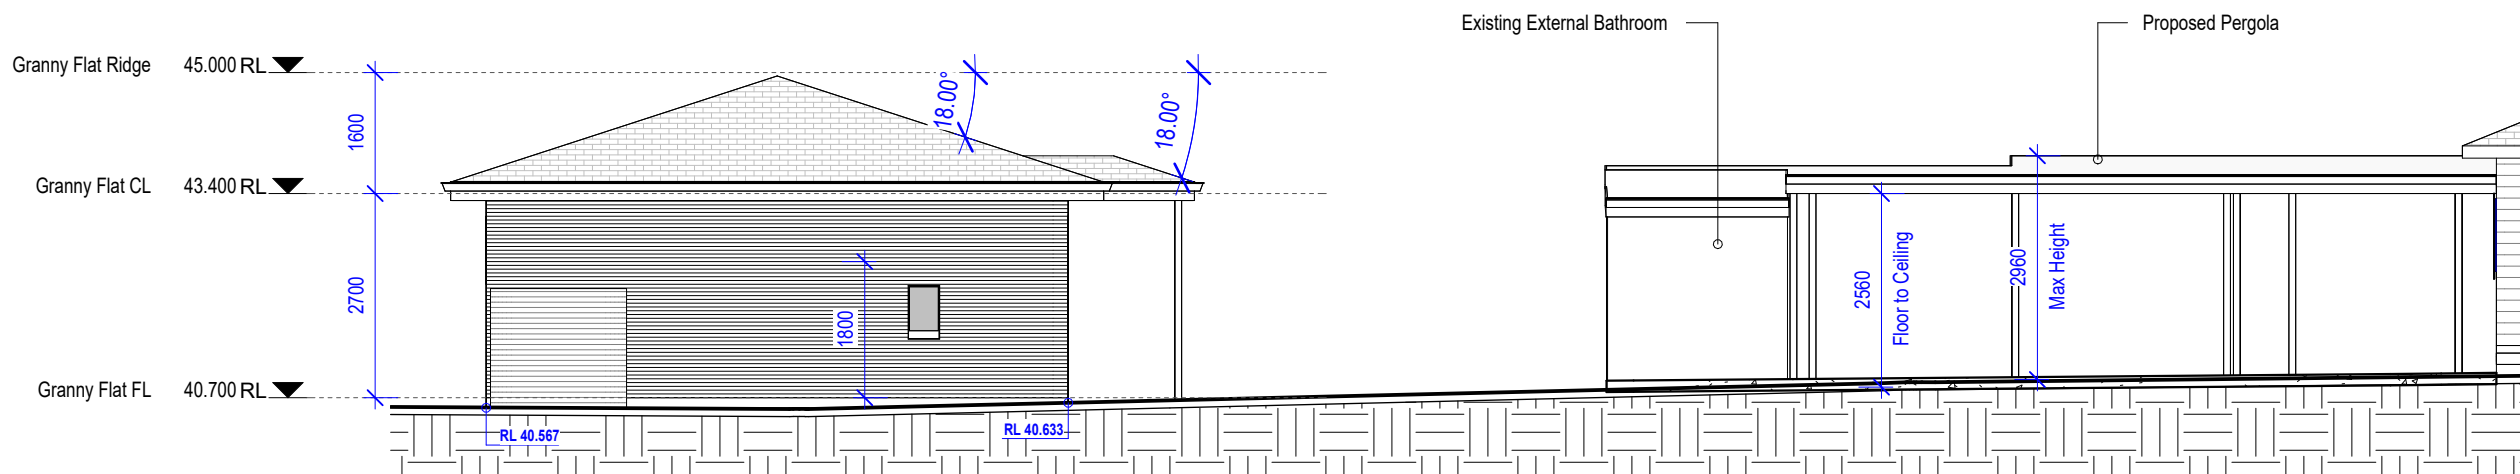 Existing External Bathroom
Proposed Pergola
Granny Flat Ridge 45.000 RL
18.00°
18.00°
1600
Granny Flat CL 43.400 RL
2700
1800
2560
Floor to Ceiling
2960
Max Height
Granny Flat FL 40.700 RL
RL 40.567
RL 40.633